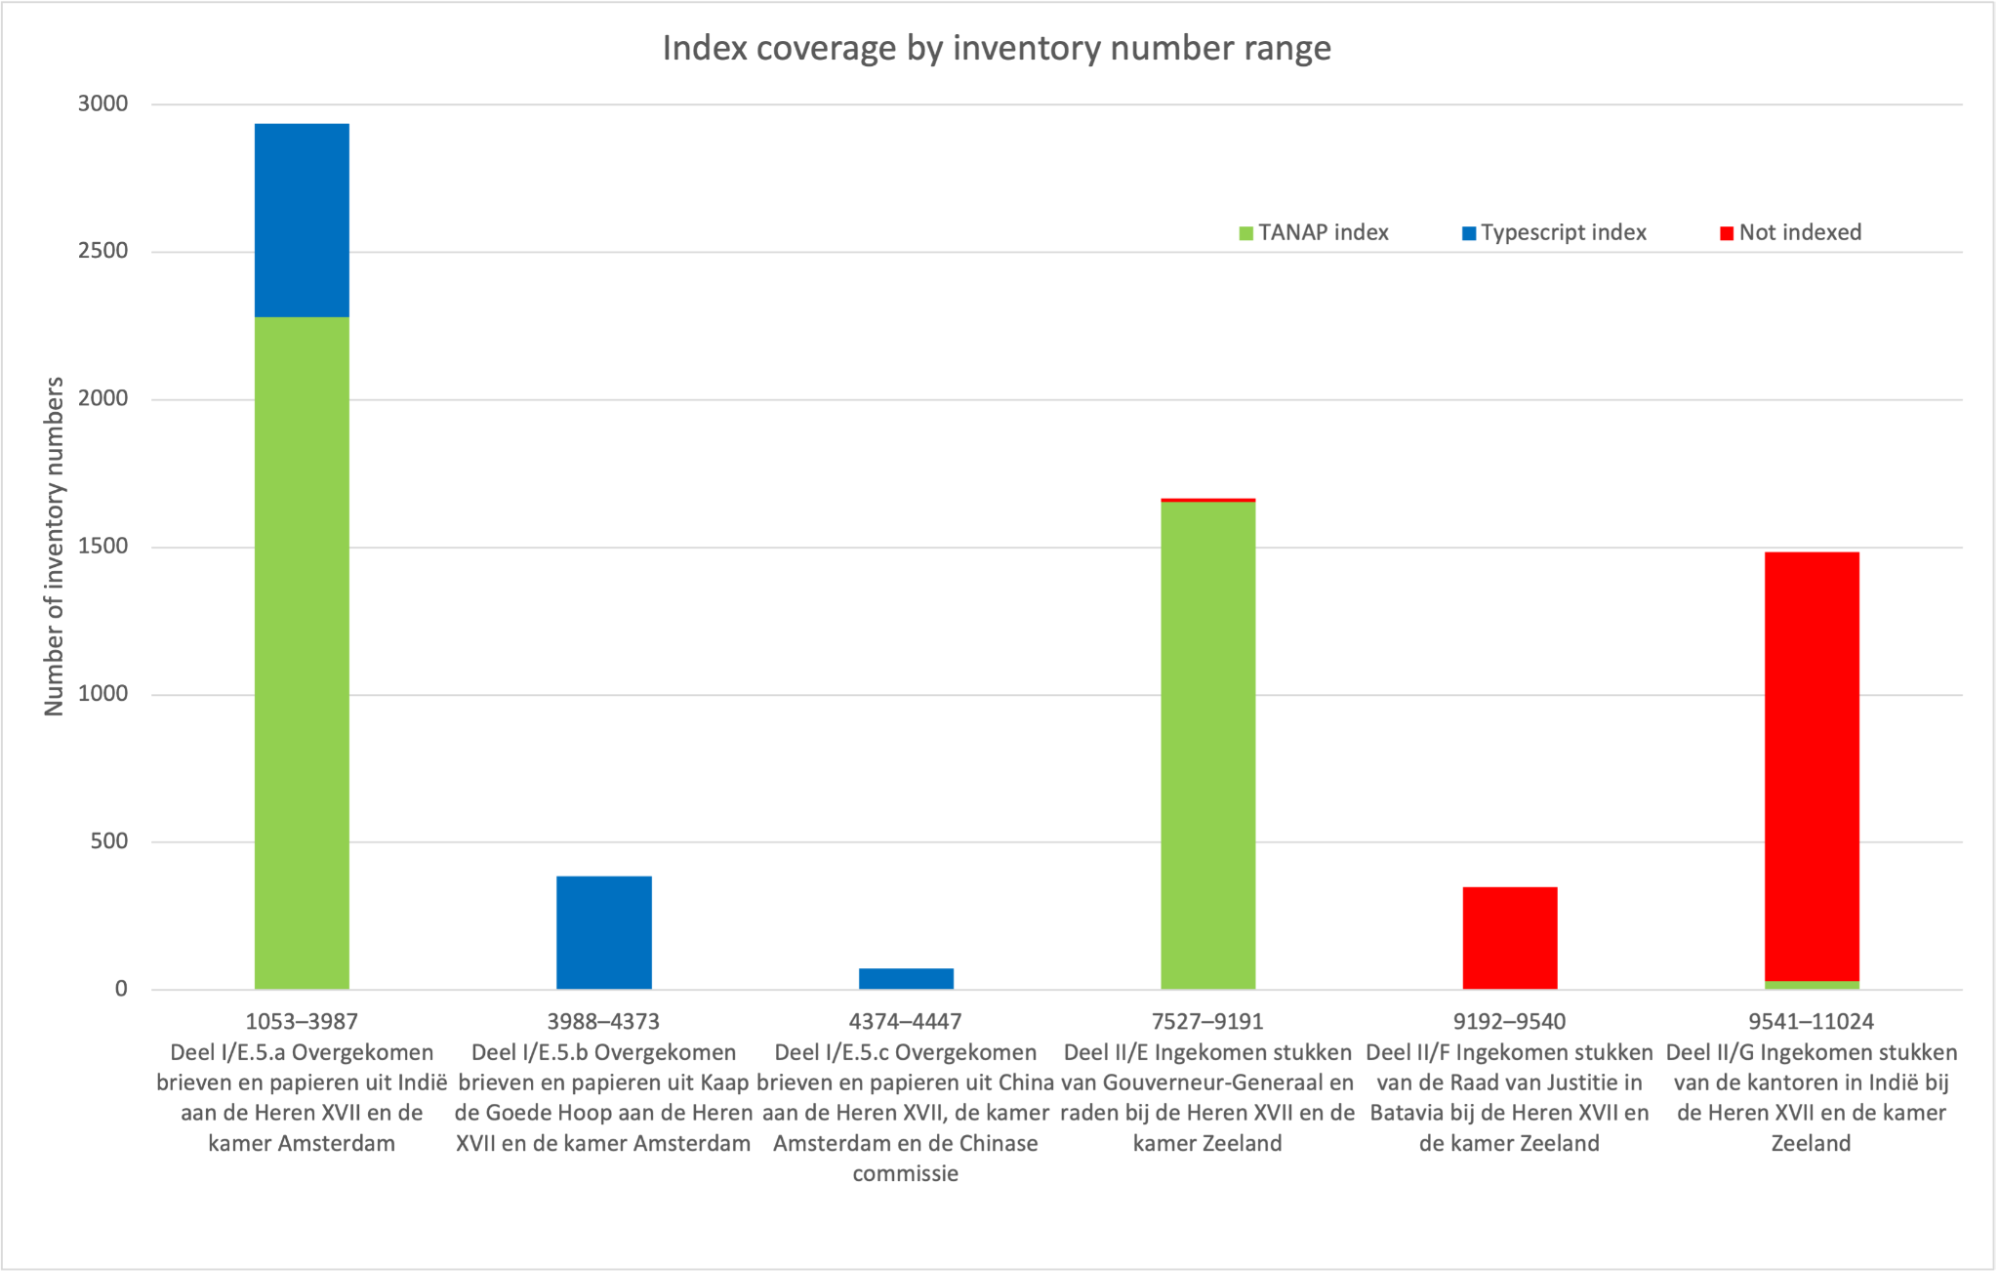 Index coverage by inventory number range
TANAP index
Typescript index
Not indexed
Number of inventory numbers
3000
2500
2000
1500
1000
500
0
1053–3987
Deel I/E.5.a Overgekomen
brieven en papieren uit Indië
aan de Heren XVII en de
kamer Amsterdam
3988–4373
Deel I/E.5.b Overgekomen
brieven en papieren uit Kaap
de Goede Hoop aan de Heren
XVII en de kamer Amsterdam
4374–4447
Deel I/E.5.c Overgekomen
brieven en papieren uit China
aan de Heren XVII, de kamer
Amsterdam en de Chinase
commissie
7527–9191
Deel II/E Ingekomen stukken
van Gouverneur-Generaal en
raden bij de Heren XVII en de
kamer Zeeland
9192–9540
Deel II/F Ingekomen stukken
van de Raad van Justitie in
Batavia bij de Heren XVII en
de kamer Zeeland
9541–11024
Deel II/G Ingekomen stukken
van de kantoren in Indië bij
de Heren XVII en de kamer
Zeeland